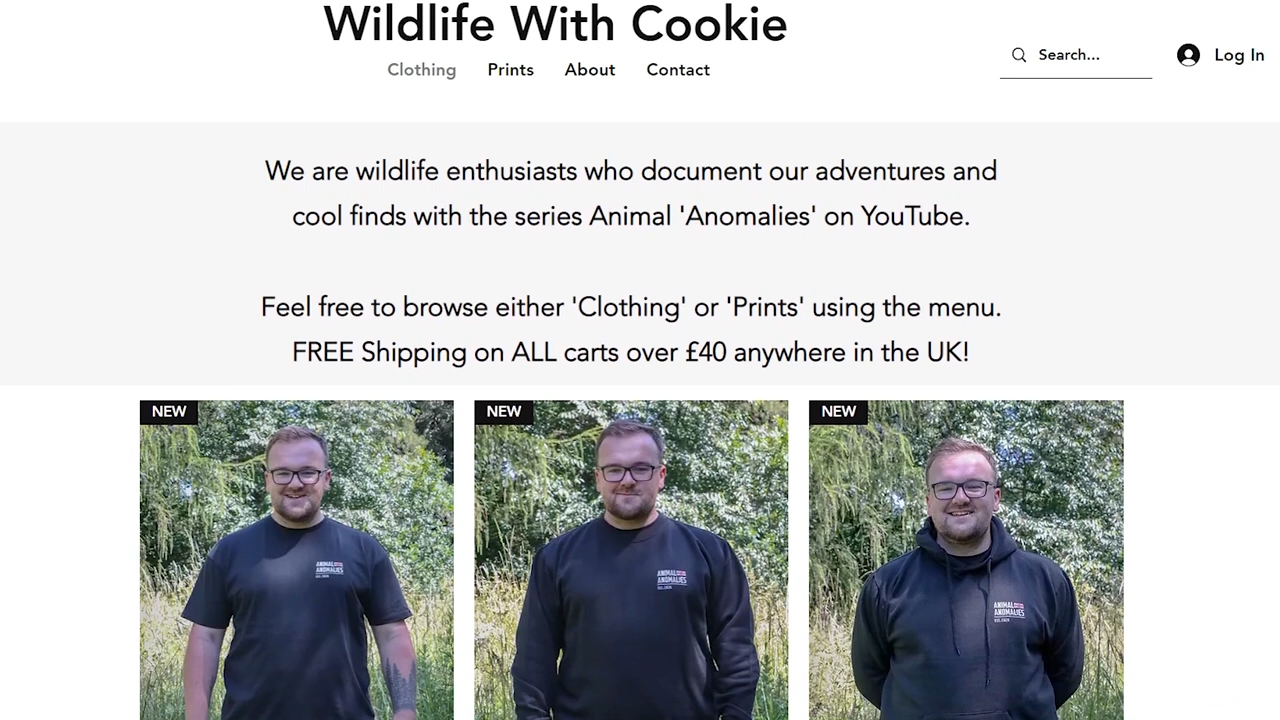 Wildlife With Cookie
Clothing Prints About Contact
Search...
Log In
We are wildlife enthusiasts who document our adventures and
cool finds with the series Animal 'Anomalies' on YouTube.
Feel free to browse either 'Clothing' or 'Prints' using the menu.
FREE Shipping on ALL carts over £40 anywhere in the UK!
NEW
NEW
NEW
ANIMAL
ANOMALIES
ANIMAL
ANOMALIES
ANIMAL
ANOMALIES